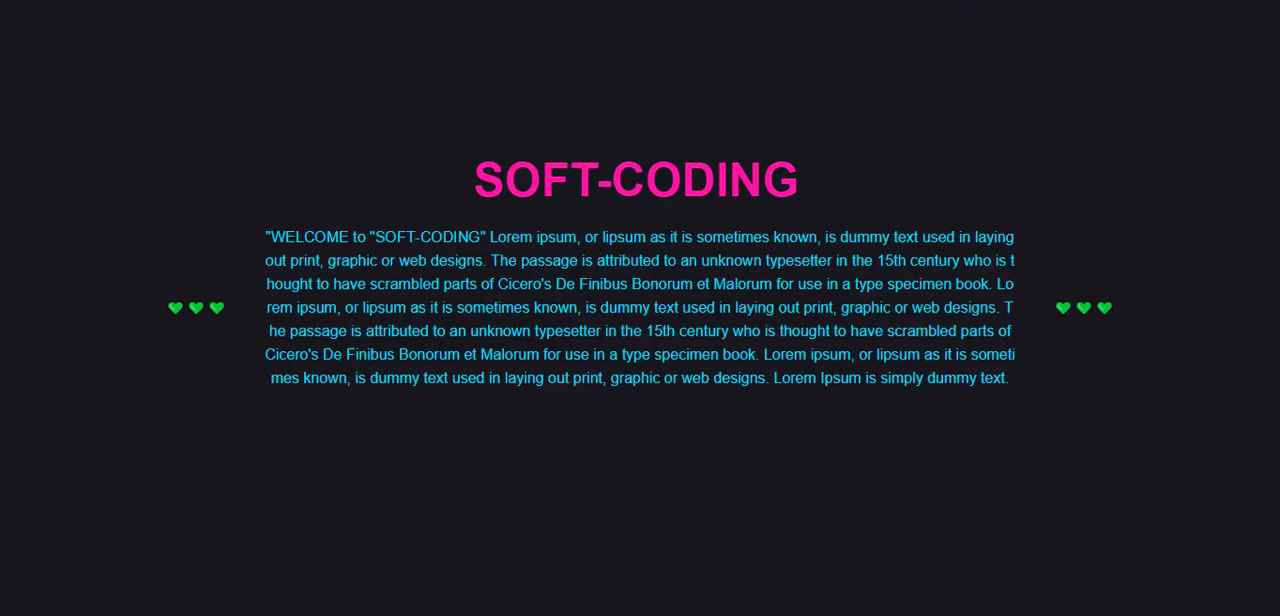 SOFT-CODING
"WELCOME to "SOFT-CODING" Lorem ipsum, or lipsum as it is sometimes known, is dummy text used in laying
out print, graphic or web designs. The passage is attributed to an unknown typesetter in the 15th century who is t
hought to have scrambled parts of Cicero's De Finibus Bonorum et Malorum for use in a type specimen book. Lo
rem ipsum, or lipsum as it is sometimes known, is dummy text used in laying out print, graphic or web designs. T
he passage is attributed to an unknown typesetter in the 15th century who is thought to have scrambled parts of
Cicero's De Finibus Bonorum et Malorum for use in a type specimen book. Lorem ipsum, or lipsum as it is someti
mes known, is dummy text used in laying out print, graphic or web designs. Lorem Ipsum is simply dummy text.